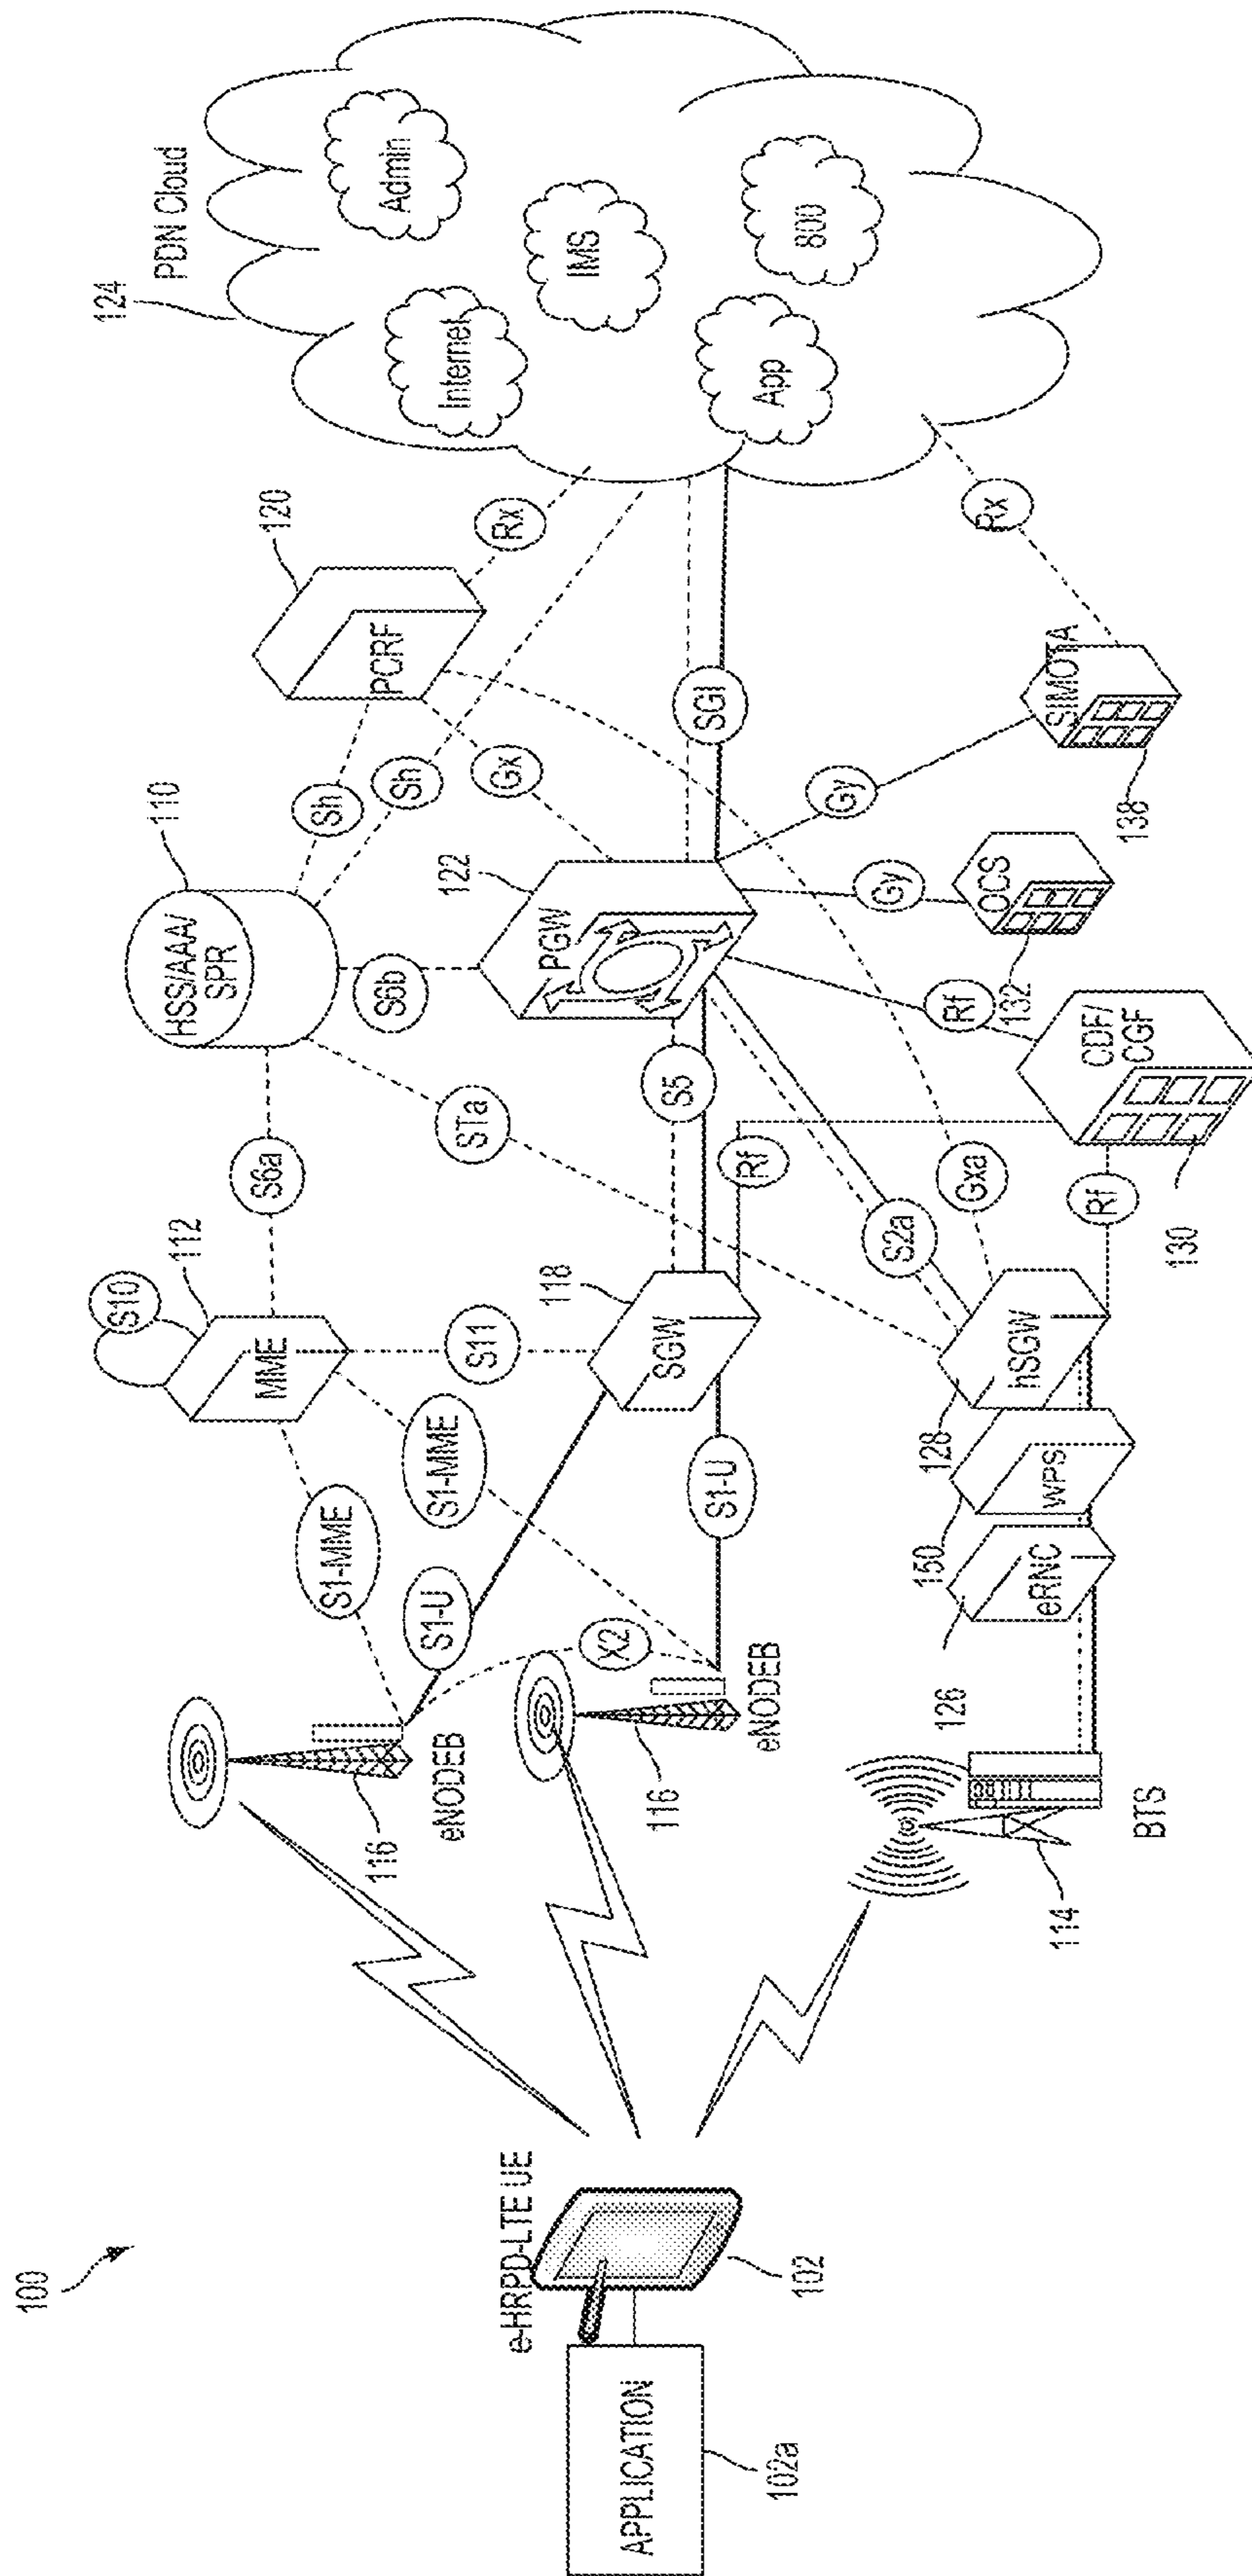 100
124
PDN Cloud
Admin
Internet
IMS
App
800
120
PCRF
Rx
Sh
Sh
Gx
110
HSS/AAA/
SPR
S6b
122
PGW
SGI
S6a
STa
S10
112
MME
S11
S1-MME
S1-MME
S1-U
S1-U
X2
118
SGW
S5
Rf
Rf
Rf
S2a
Gxa
Gy
Gy
Rx
SIMOTA
138
OCS
132
CDF/
CGF
130
hSGW
128
WPS
150
eRNC
126
116
eNODEB
116
eNODEB
114
BTS
e-HRPD-LTE UE
102
APPLICATION
102a